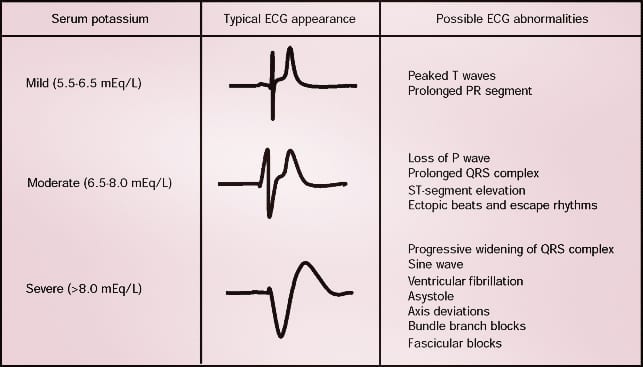 Serum potassium
Typical ECG appearance
Possible ECG abnormalities
Mild (5.5-6.5 mEq/L)
Peaked T waves
Prolonged PR segment
Moderate (6.5-8.0 mEq/L)
Loss of P wave
Prolonged QRS complex
ST-segment elevation
Ectopic beats and escape rhythms
Severe (>8.0 mEq/L)
Progressive widening of QRS complex
Sine wave
Ventricular fibrillation
Asystole
Axis deviations
Bundle branch blocks
Fascicular blocks